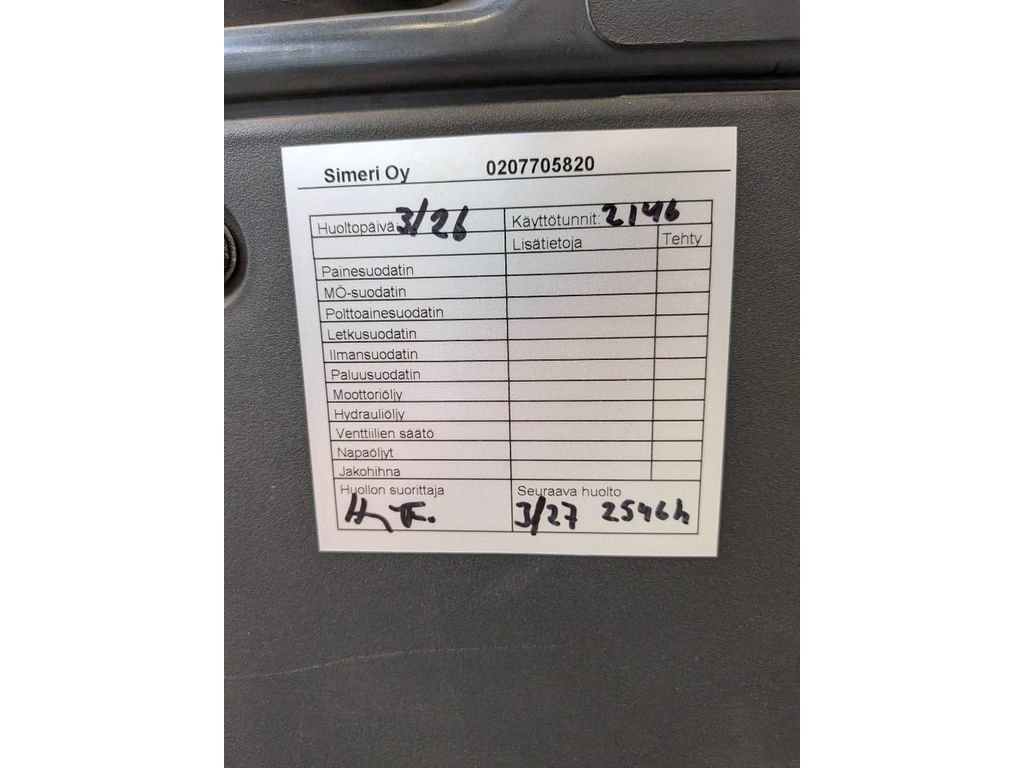 Simeri Oy 0207705820
Huoltopäivä: 3/26 Käyttötunnit: 2146
Lisätietoja Tehty
Painesuodatin
MÖ-suodatin
Polttoainesuodatin
Letkusuodatin
Ilmansuodatin
Paluusuodatin
Moottoriöljy
Hydrauliöljy
Venttiilien säätö
Napaöljyt
Jakohihna
Huollon suorittaja Seuraava huolto
3/27 2546h